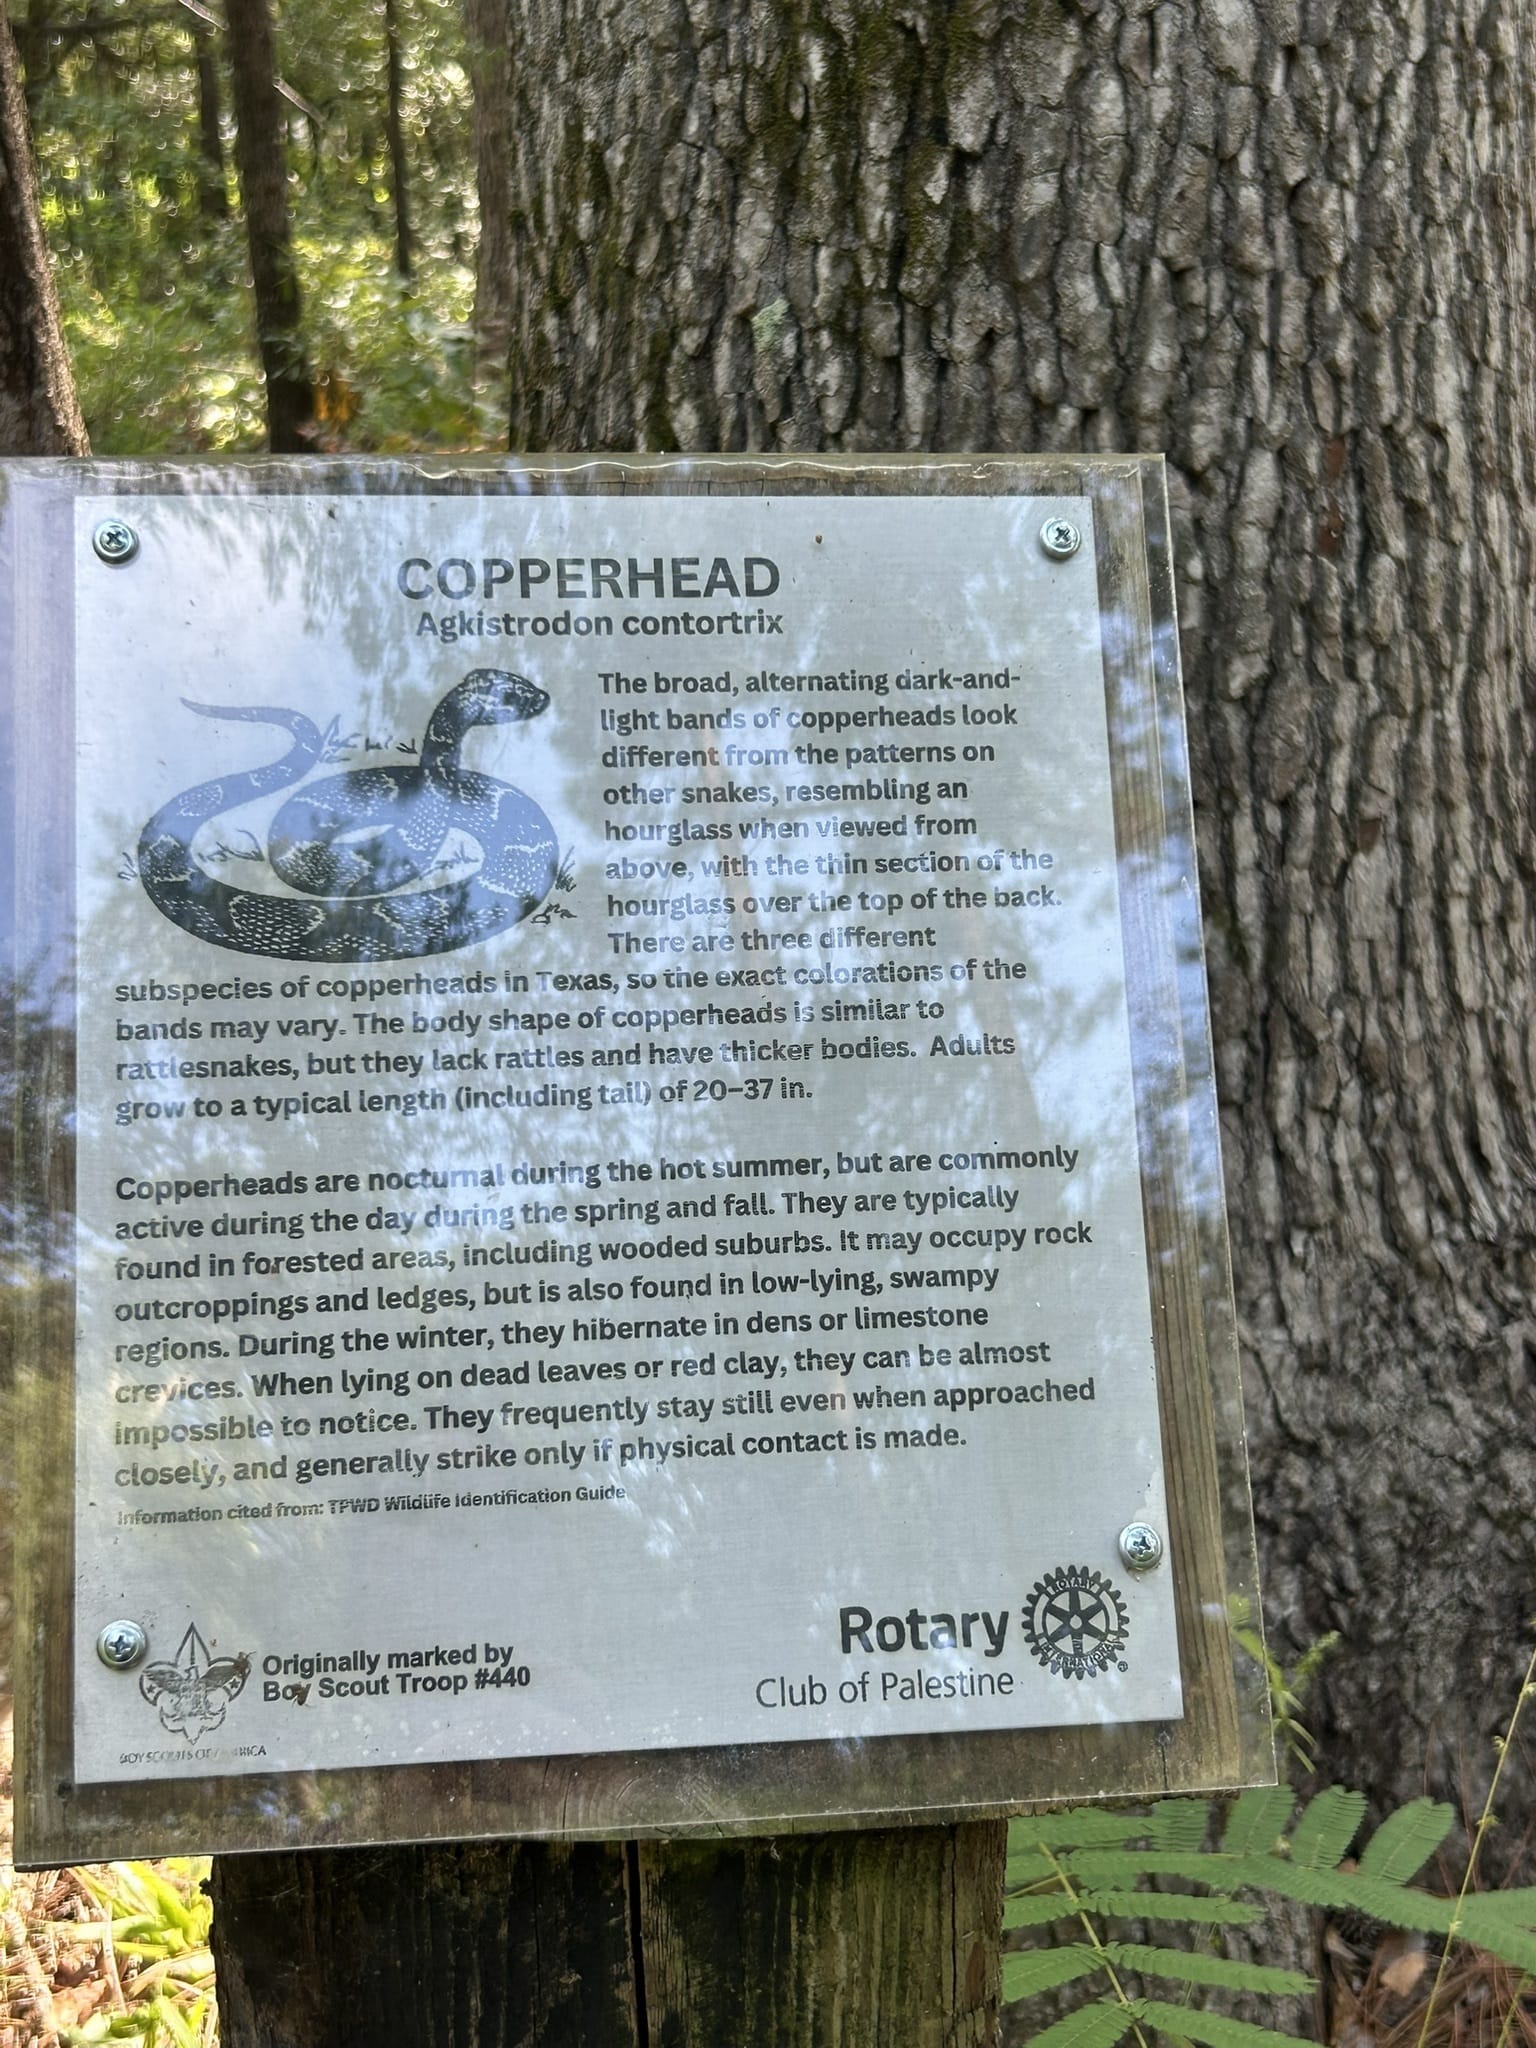 COPPERHEAD
Agkistrodon contortrix
The broad, alternating dark-and-
light bands of copperheads look
different from the patterns on
other snakes, resembling an
hourglass when viewed from
above, with the thin section of the
hourglass over the top of the back.
There are three different
subspecies of copperheads in Texas, so the exact colorations of the
bands may vary. The body shape of copperheads is similar to
rattlesnakes, but they lack rattles and have thicker bodies.  Adults
grow to a typical length (including tail) of 20–37 in.
Copperheads are nocturnal during the hot summer, but are commonly
active during the day during the spring and fall. They are typically
found in forested areas, including wooded suburbs. It may occupy rock
outcroppings and ledges, but is also found in low-lying, swampy
regions. During the winter, they hibernate in dens or limestone
crevices. When lying on dead leaves or red clay, they can be almost
impossible to notice. They frequently stay still even when approached
closely, and generally strike only if physical contact is made.
Information cited from: TPWD Wildlife Identification Guide
Originally marked by
Boy Scout Troop #440
BOY SCOUTS OF AMERICA
Rotary
Club of Palestine
ROTARY
INTERNATIONAL